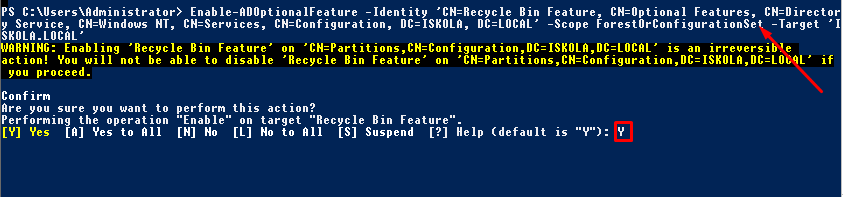 PS C:\Users\Administrator> Enable-ADOptionalFeature -Identity 'CN=Recycle Bin Feature, CN=Optional Features, CN=Director
y Service, CN=Windows NT, CN=Services, CN=Configuration, DC=ISKOLA, DC=LOCAL' -Scope ForestOrConfigurationSet -Target 'I
SKOLA.LOCAL'
WARNING: Enabling 'Recycle Bin Feature' on 'CN=Partitions,CN=Configuration,DC=ISKOLA,DC=LOCAL' is an irreversible
action! You will not be able to disable 'Recycle Bin Feature' on 'CN=Partitions,CN=Configuration,DC=ISKOLA,DC=LOCAL' if
you proceed.
Confirm
Are you sure you want to perform this action?
Performing the operation "Enable" on target "Recycle Bin Feature".
[Y] Yes  [A] Yes to All  [N] No  [L] No to All  [S] Suspend  [?] Help (default is "Y"): Y